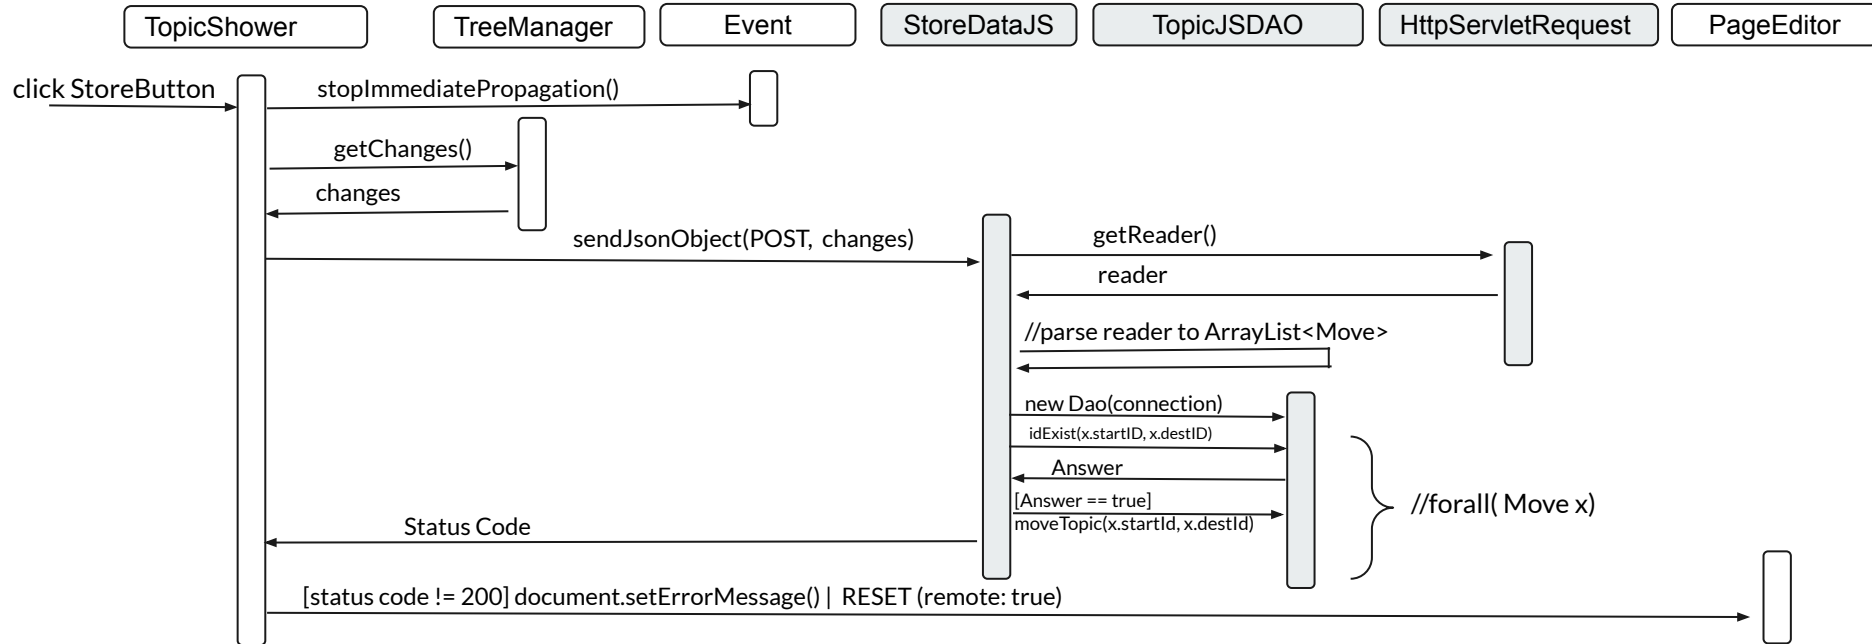 TopicShower
TreeManager
Event
StoreDataJS
TopicJSDAO
HttpServletRequest
PageEditor
click StoreButton
stopImmediatePropagation()
getChanges()
changes
sendJsonObject(POST, changes)
getReader()
reader
//parse reader to ArrayList<Move>
new Dao(connection)
idExist(x.startID, x.destID)
Answer
[Answer == true]
moveTopic(x.startId, x.destId)
//forall( Move x)
Status Code
[status code != 200] document.setErrorMessage() | RESET (remote: true)